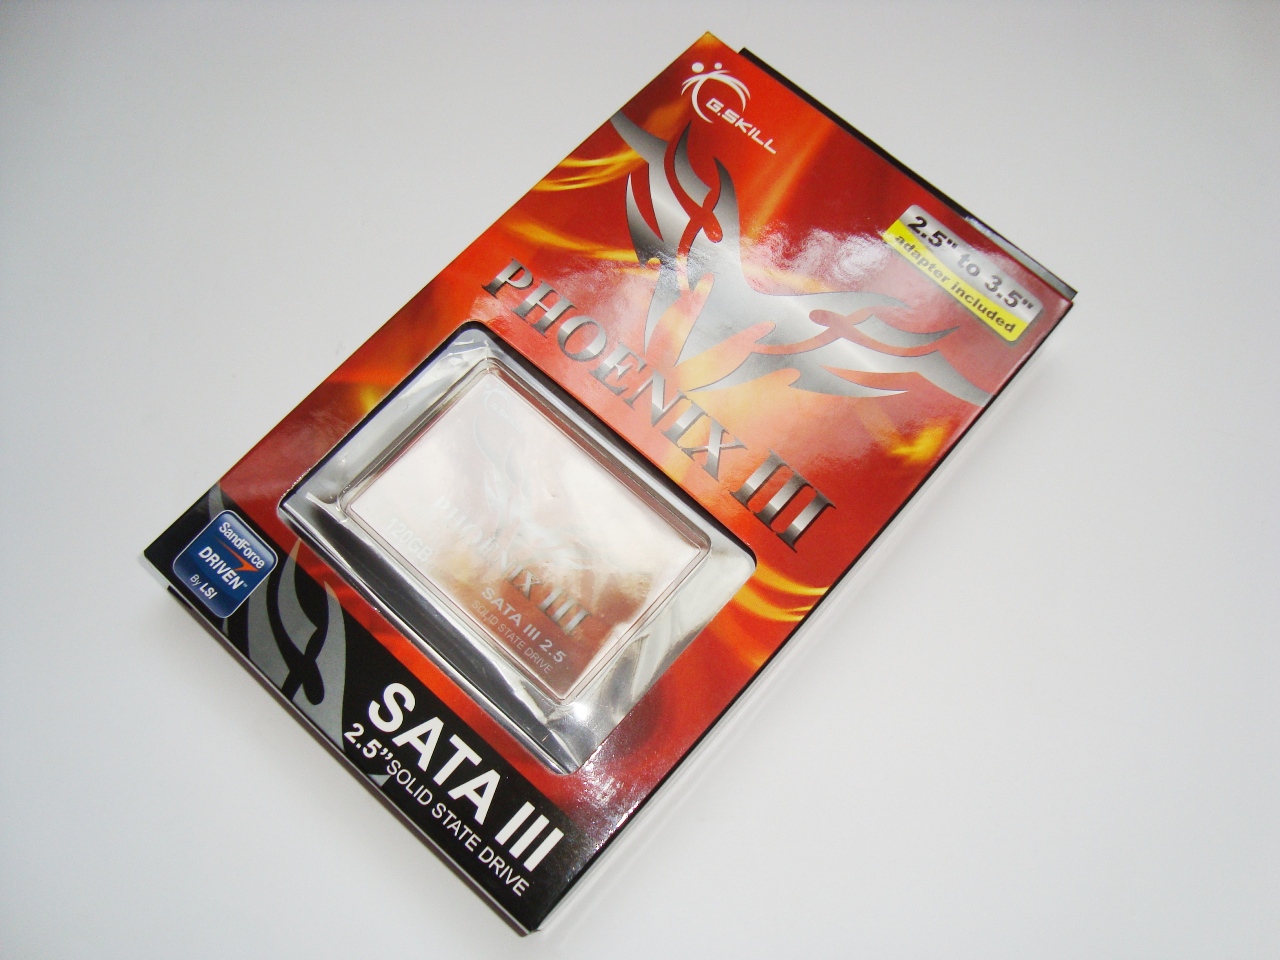 G.SKILL
2.5" to 3.5"
adapter included
PHOENIX III
PHOENIX III
120GB
SATA III 2.5
SOLID STATE DRIVE
SandForce
DRIVEN™
By LSI
SATA III
2.5”SOLID STATE DRIVE